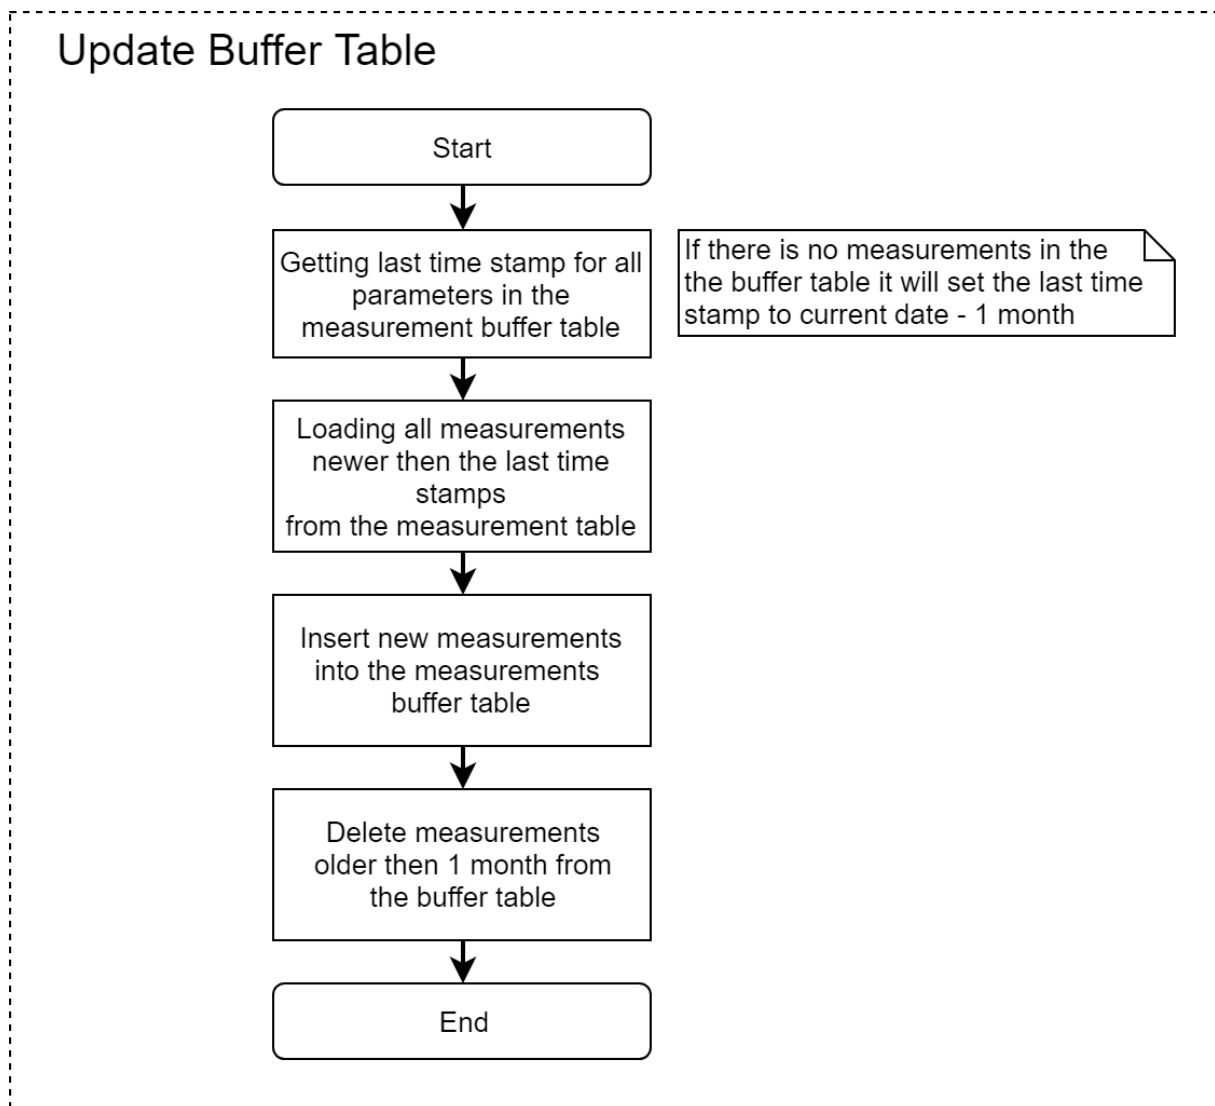 Update Buffer Table
Start
Getting last time stamp for all
parameters in the
measurement buffer table
If there is no measurements in the
the buffer table it will set the last time
stamp to current date - 1 month
Loading all measurements
newer then the last time
stamps
from the measurement table
Insert new measurements
into the measurements
buffer table
Delete measurements
older then 1 month from
the buffer table
End